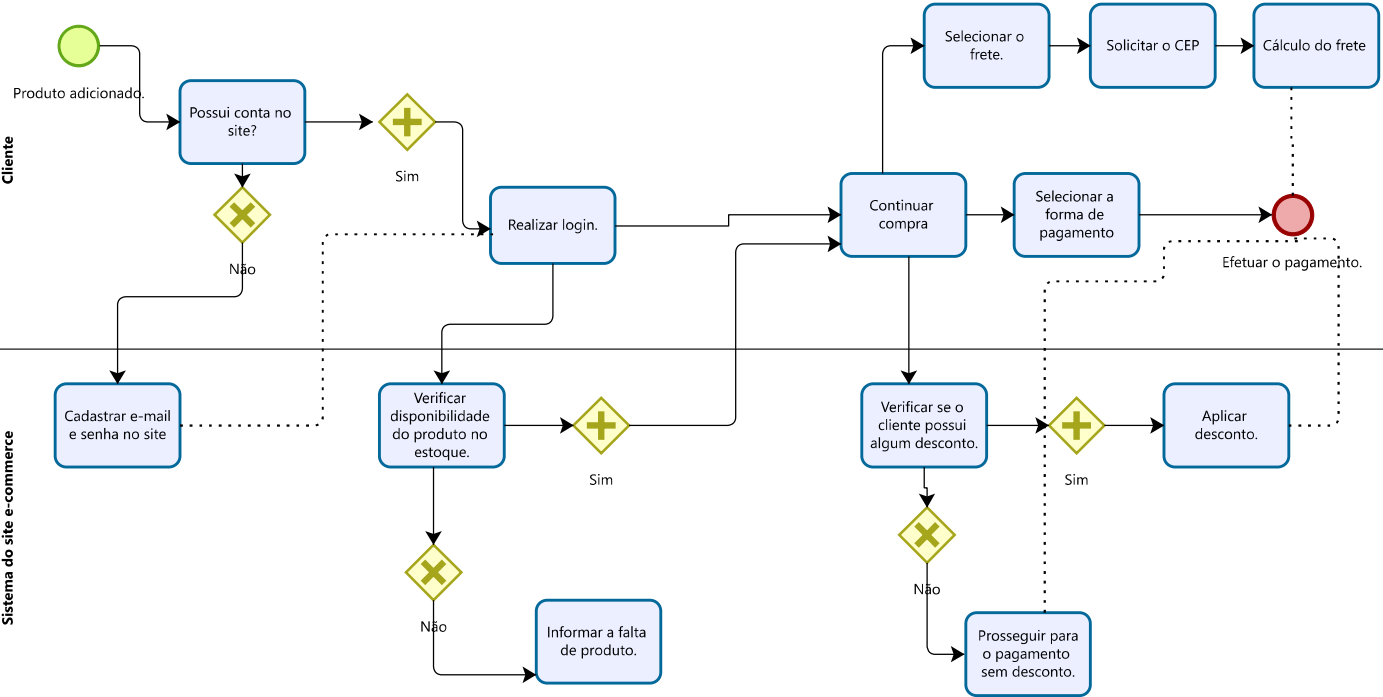 Cliente
Produto adicionado.
Possui conta no
site?
Sim
Não
Realizar login.
Continuar
compra
Selecionar o
frete.
Solicitar o CEP
Cálculo do frete
Selecionar a
forma de
pagamento
Efetuar o pagamento.
Sistema do site e-commerce
Cadastrar e-mail
e senha no site
Verificar
disponibilidade
do produto no
estoque.
Sim
Não
Informar a falta
de produto.
Verificar se o
cliente possui
algum desconto.
Sim
Aplicar
desconto.
Não
Prosseguir para
o pagamento
sem desconto.